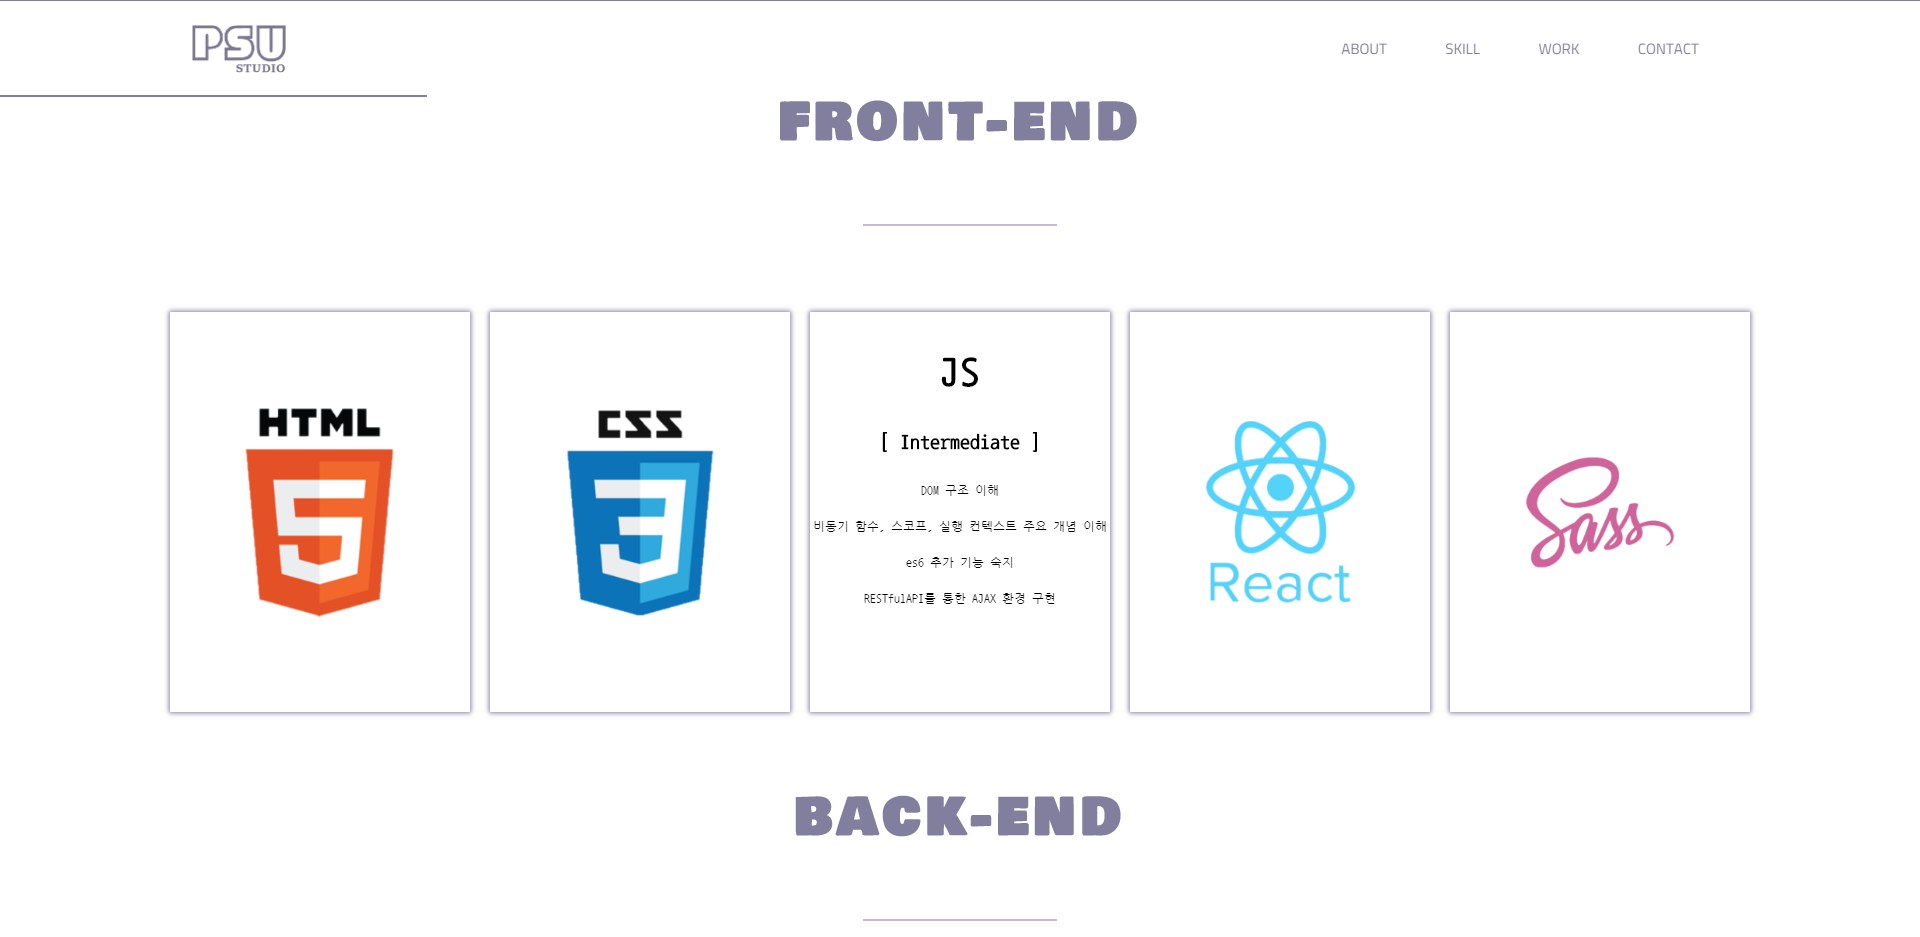 PSU
STUDIO
ABOUT
SKILL
WORK
CONTACT
FRONT-END
HTML
5
CSS
3
JS
[ Intermediate ]
DOM 구조 이해
비동기 함수, 스코프, 실행 컨텍스트 주요 개념 이해
es6 추가 기능 숙지
RESTfulAPI를 통한 AJAX 환경 구현
React
Sass
BACK-END